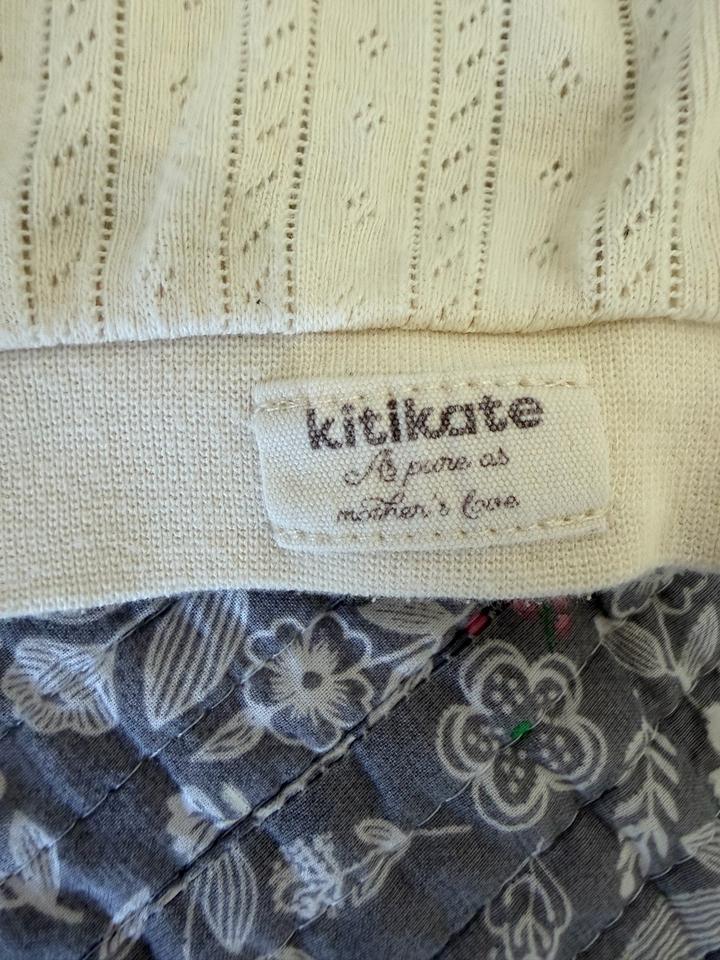 kitikate
As pure as
mother's love